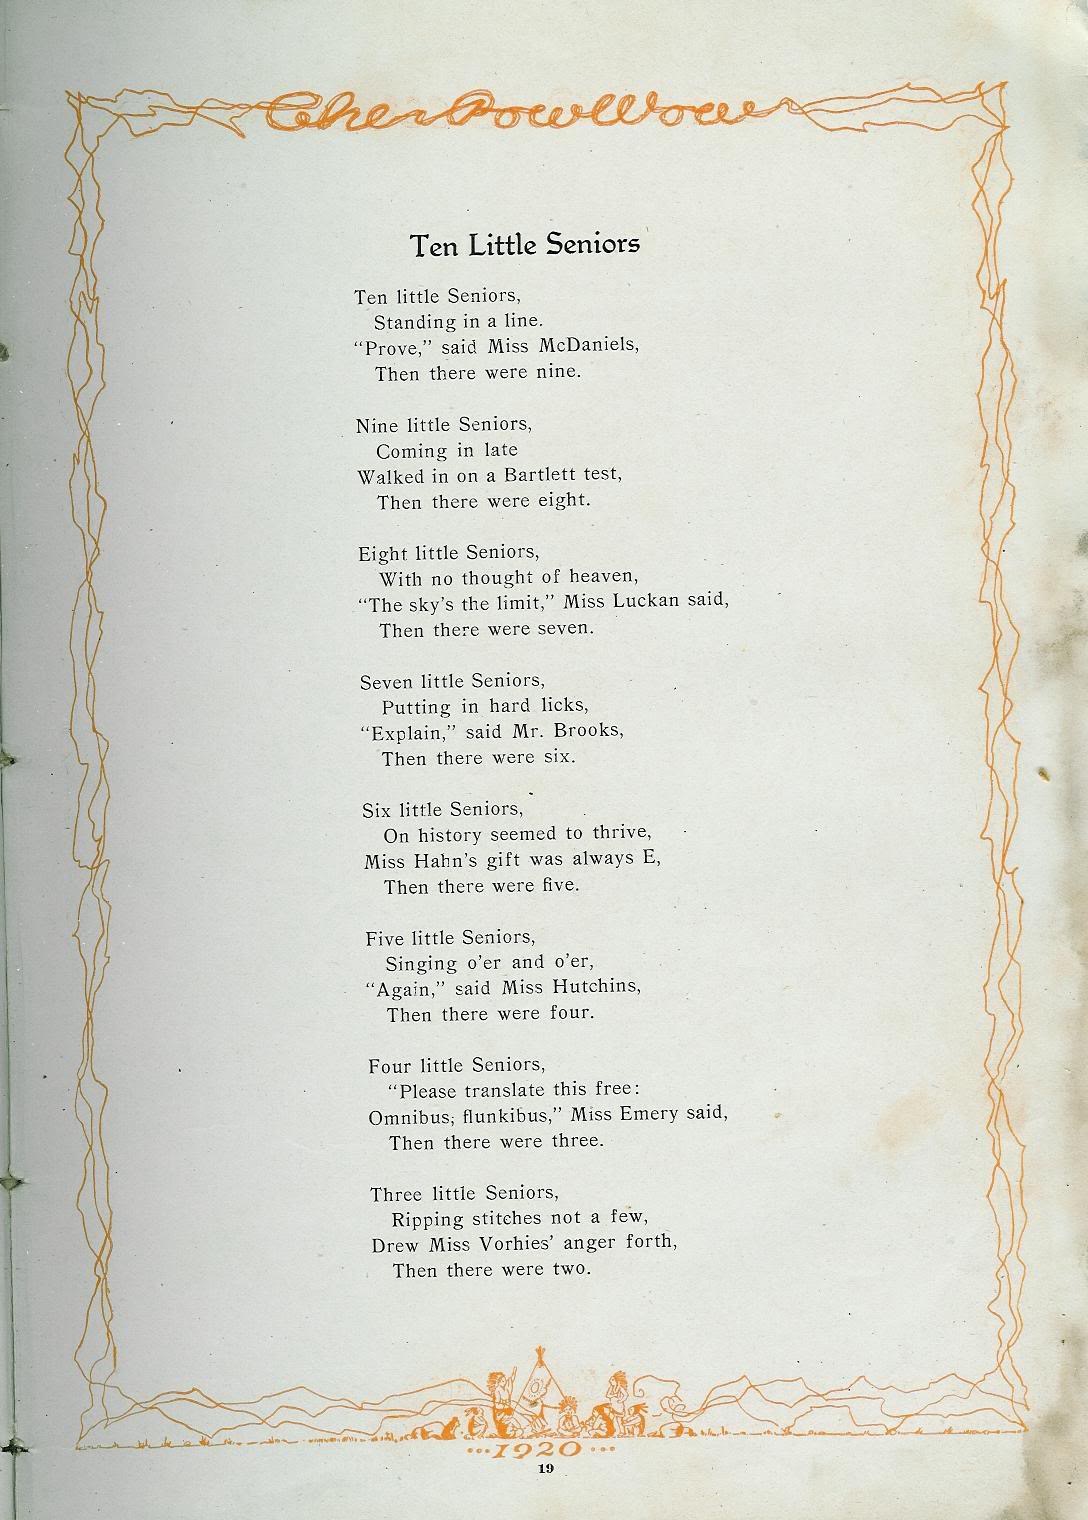 The Pow Wow
Ten Little Seniors
Ten little Seniors,
Standing in a line.
“Prove,” said Miss McDaniels,
Then there were nine.
Nine little Seniors,
Coming in late
Walked in on a Bartlett test,
Then there were eight.
Eight little Seniors,
With no thought of heaven,
“The sky’s the limit,” Miss Luckan said,
Then there were seven.
Seven little Seniors,
Putting in hard licks,
“Explain,” said Mr. Brooks,
Then there were six.
Six little Seniors,
On history seemed to thrive,
Miss Hahn’s gift was always E,
Then there were five.
Five little Seniors,
Singing o’er and o’er,
“Again,” said Miss Hutchins,
Then there were four.
Four little Seniors,
“Please translate this free:
Omnibus; flunkibus,” Miss Emery said,
Then there were three.
Three little Seniors,
Ripping stitches not a few,
Drew Miss Vorhies’ anger forth,
Then there were two.
...1920...
19